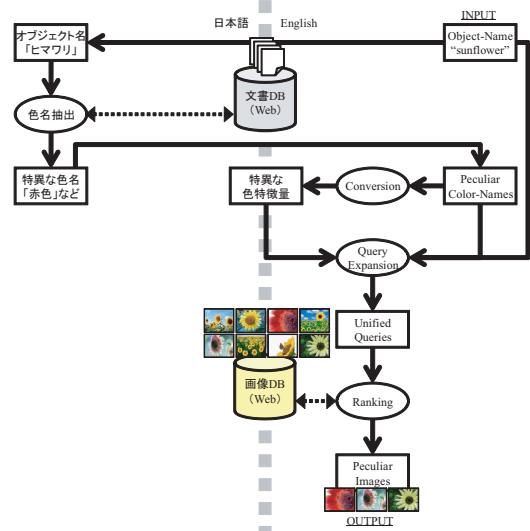 日本語 English
INPUT
オブジェクト名
「ヒマワリ」
Object-Name
“sunflower”
文書DB
（Web）
色名抽出
特異な色名
「赤色」など
特異な
色特徴量
Conversion
Peculiar
Color-Names
Query
Expansion
Unified
Queries
画像DB
（Web）
Ranking
Peculiar
Images
OUTPUT